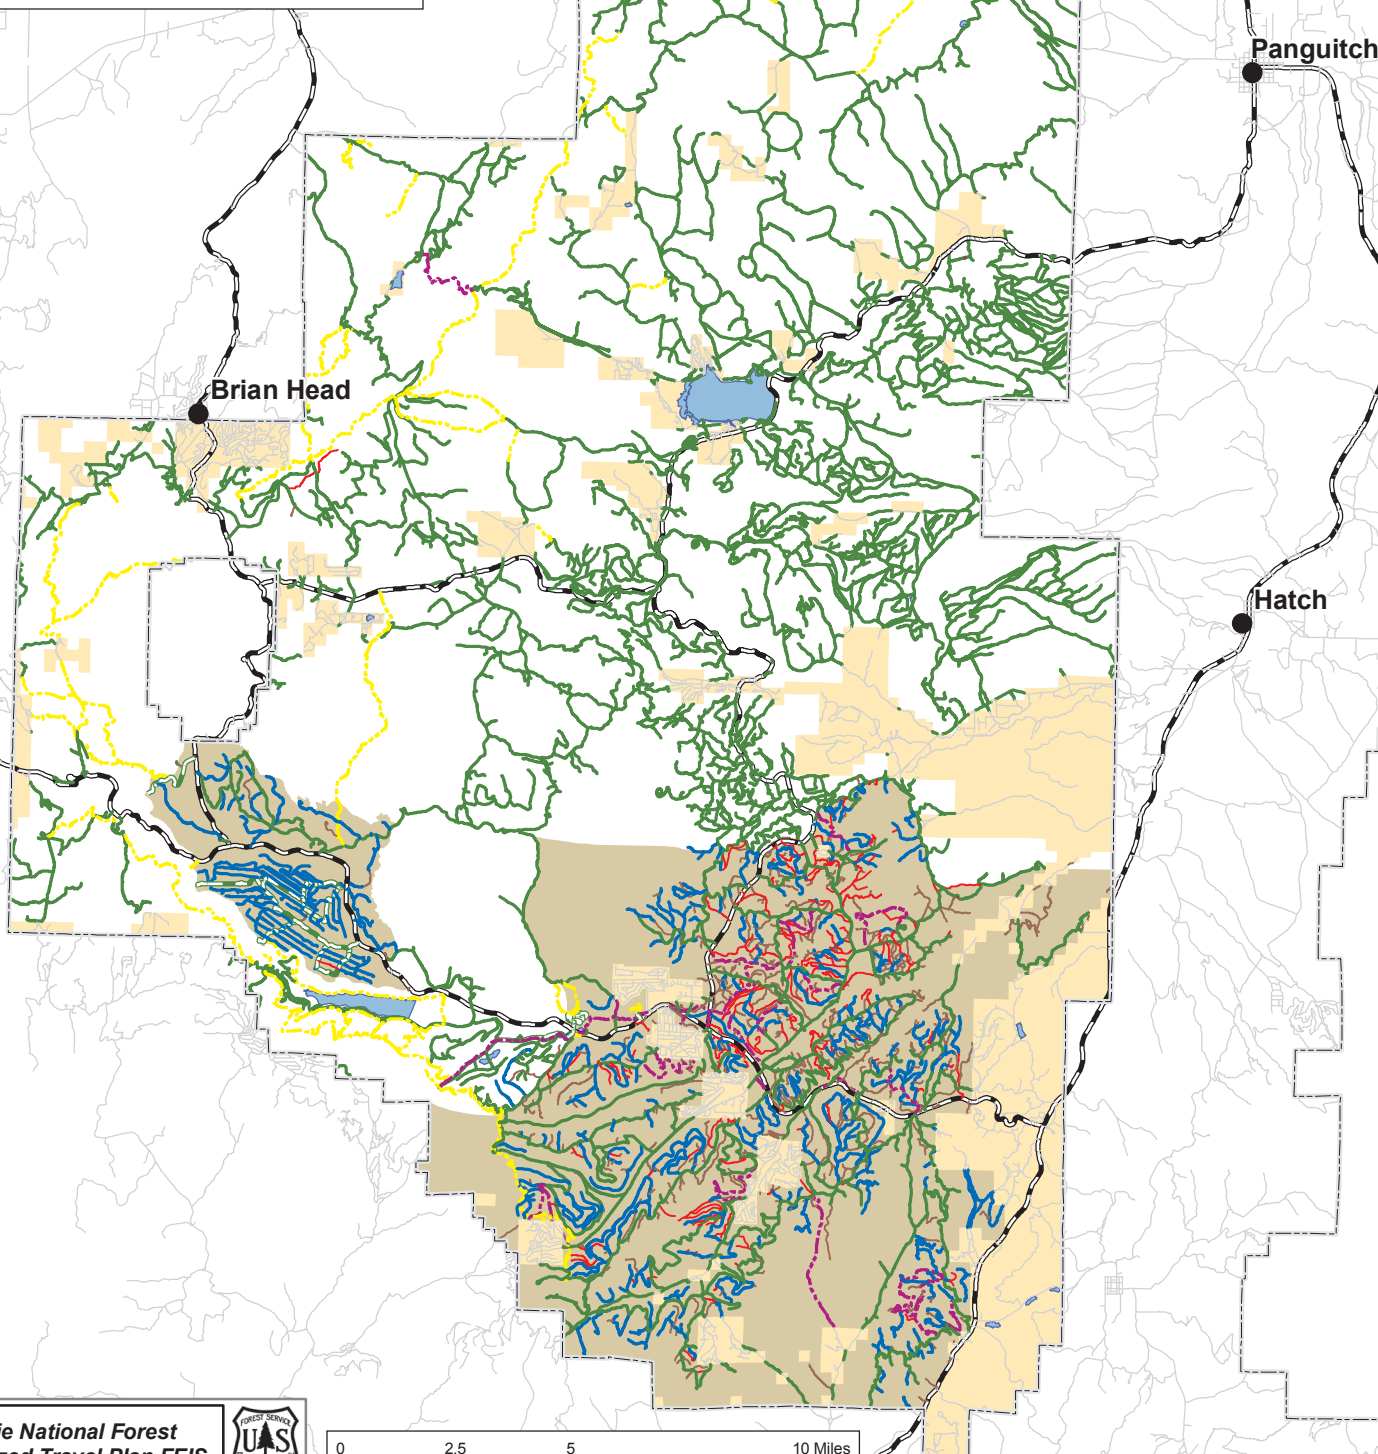 Panguitch
Brian Head
Hatch
ie National Forest
FOREST SERVICE
U S
0 2.5 5 10 Miles